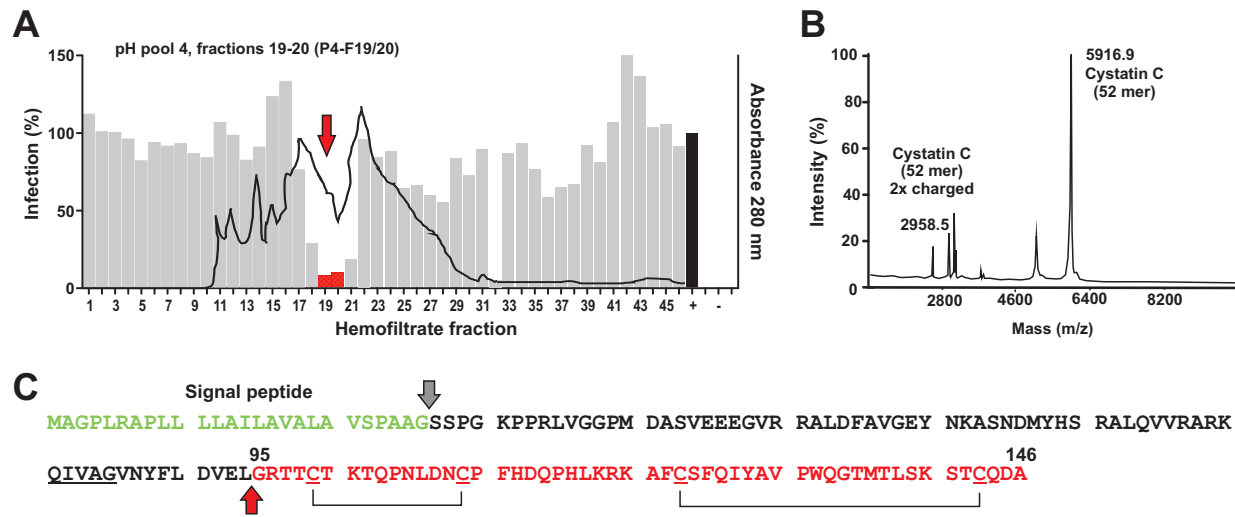 A
pH pool 4, fractions 19-20 (P4-F19/20)
150
100
50
0
Infection (%)
Absorbance 280 nm
1 3 5 7 9 11 13 15 17 19 21 23 25 27 29 31 33 35 37 39 41 43 45 + -
Hemofiltrate fraction
B
100
80
60
40
20
0
Intensity (%)
5916.9
Cystatin C
(52 mer)
Cystatin C
(52 mer)
2x charged
2958.5
2800 4600 6400 8200
Mass (m/z)
C
Signal peptide
MAGPLRAPLL LLAILAVALA VSPAAGSSPG KPPRLVGGPM DASVEEEGVR RALDFAVGEY NKASNDMYHS RALQVVRARK
95 146
QIVAGVNYFL DVELGRTTCT KTQPNLDNCP FHDQPHLKRK AFCSFQIYAV PWQGTMTLSK STCQDA